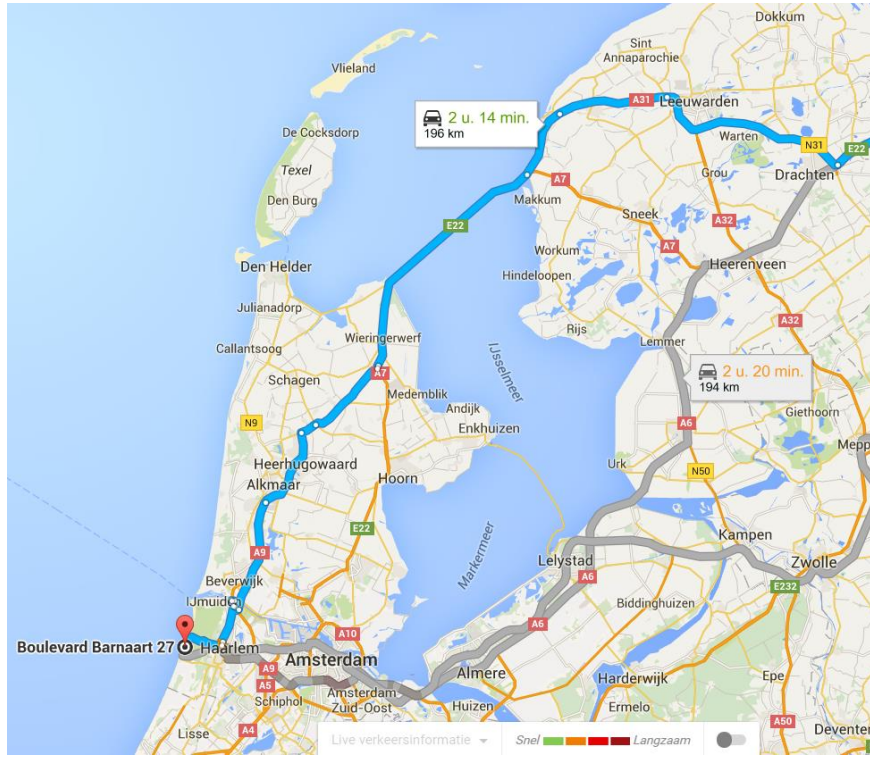 Dokkum
Sint
Annaparochie
Vlieland
A31
Leeuwarden
2 u. 14 min.
196 km
De Cocksdorp
Warten
N31
E22
Texel
Grou
Drachten
A7
Den Burg
Makkum
Sneek
A32
E22
Workum
A7
Heerenveen
Den Helder
Hindeloopen
Julianadorp
A32
Rijs
Wieringerwerf
Lemmer
Callantsoog
IJsselmeer
2 u. 20 min.
194 km
A7
Schagen
Medemblik
Andijk
Giethoorn
N9
Enkhuizen
A6
Mepp
Heerhugowaard
Urk
N50
Alkmaar
Hoorn
E22
Kampen
A9
Markermeer
Lelystad
Zwolle
Beverwijk
A6
E232
IJmuiden
Biddinghuizen
A6
A10
Boulevard Barnaart 27
Haarlem
Amsterdam
A9
Almere
Harderwijk
Epe
A5
Amsterdam
Zuid-Oost
Schiphol
Huizen
Ermelo
A50
A4
Lisse
Deventer
Live verkeersinformatie
Snel
Langzaam